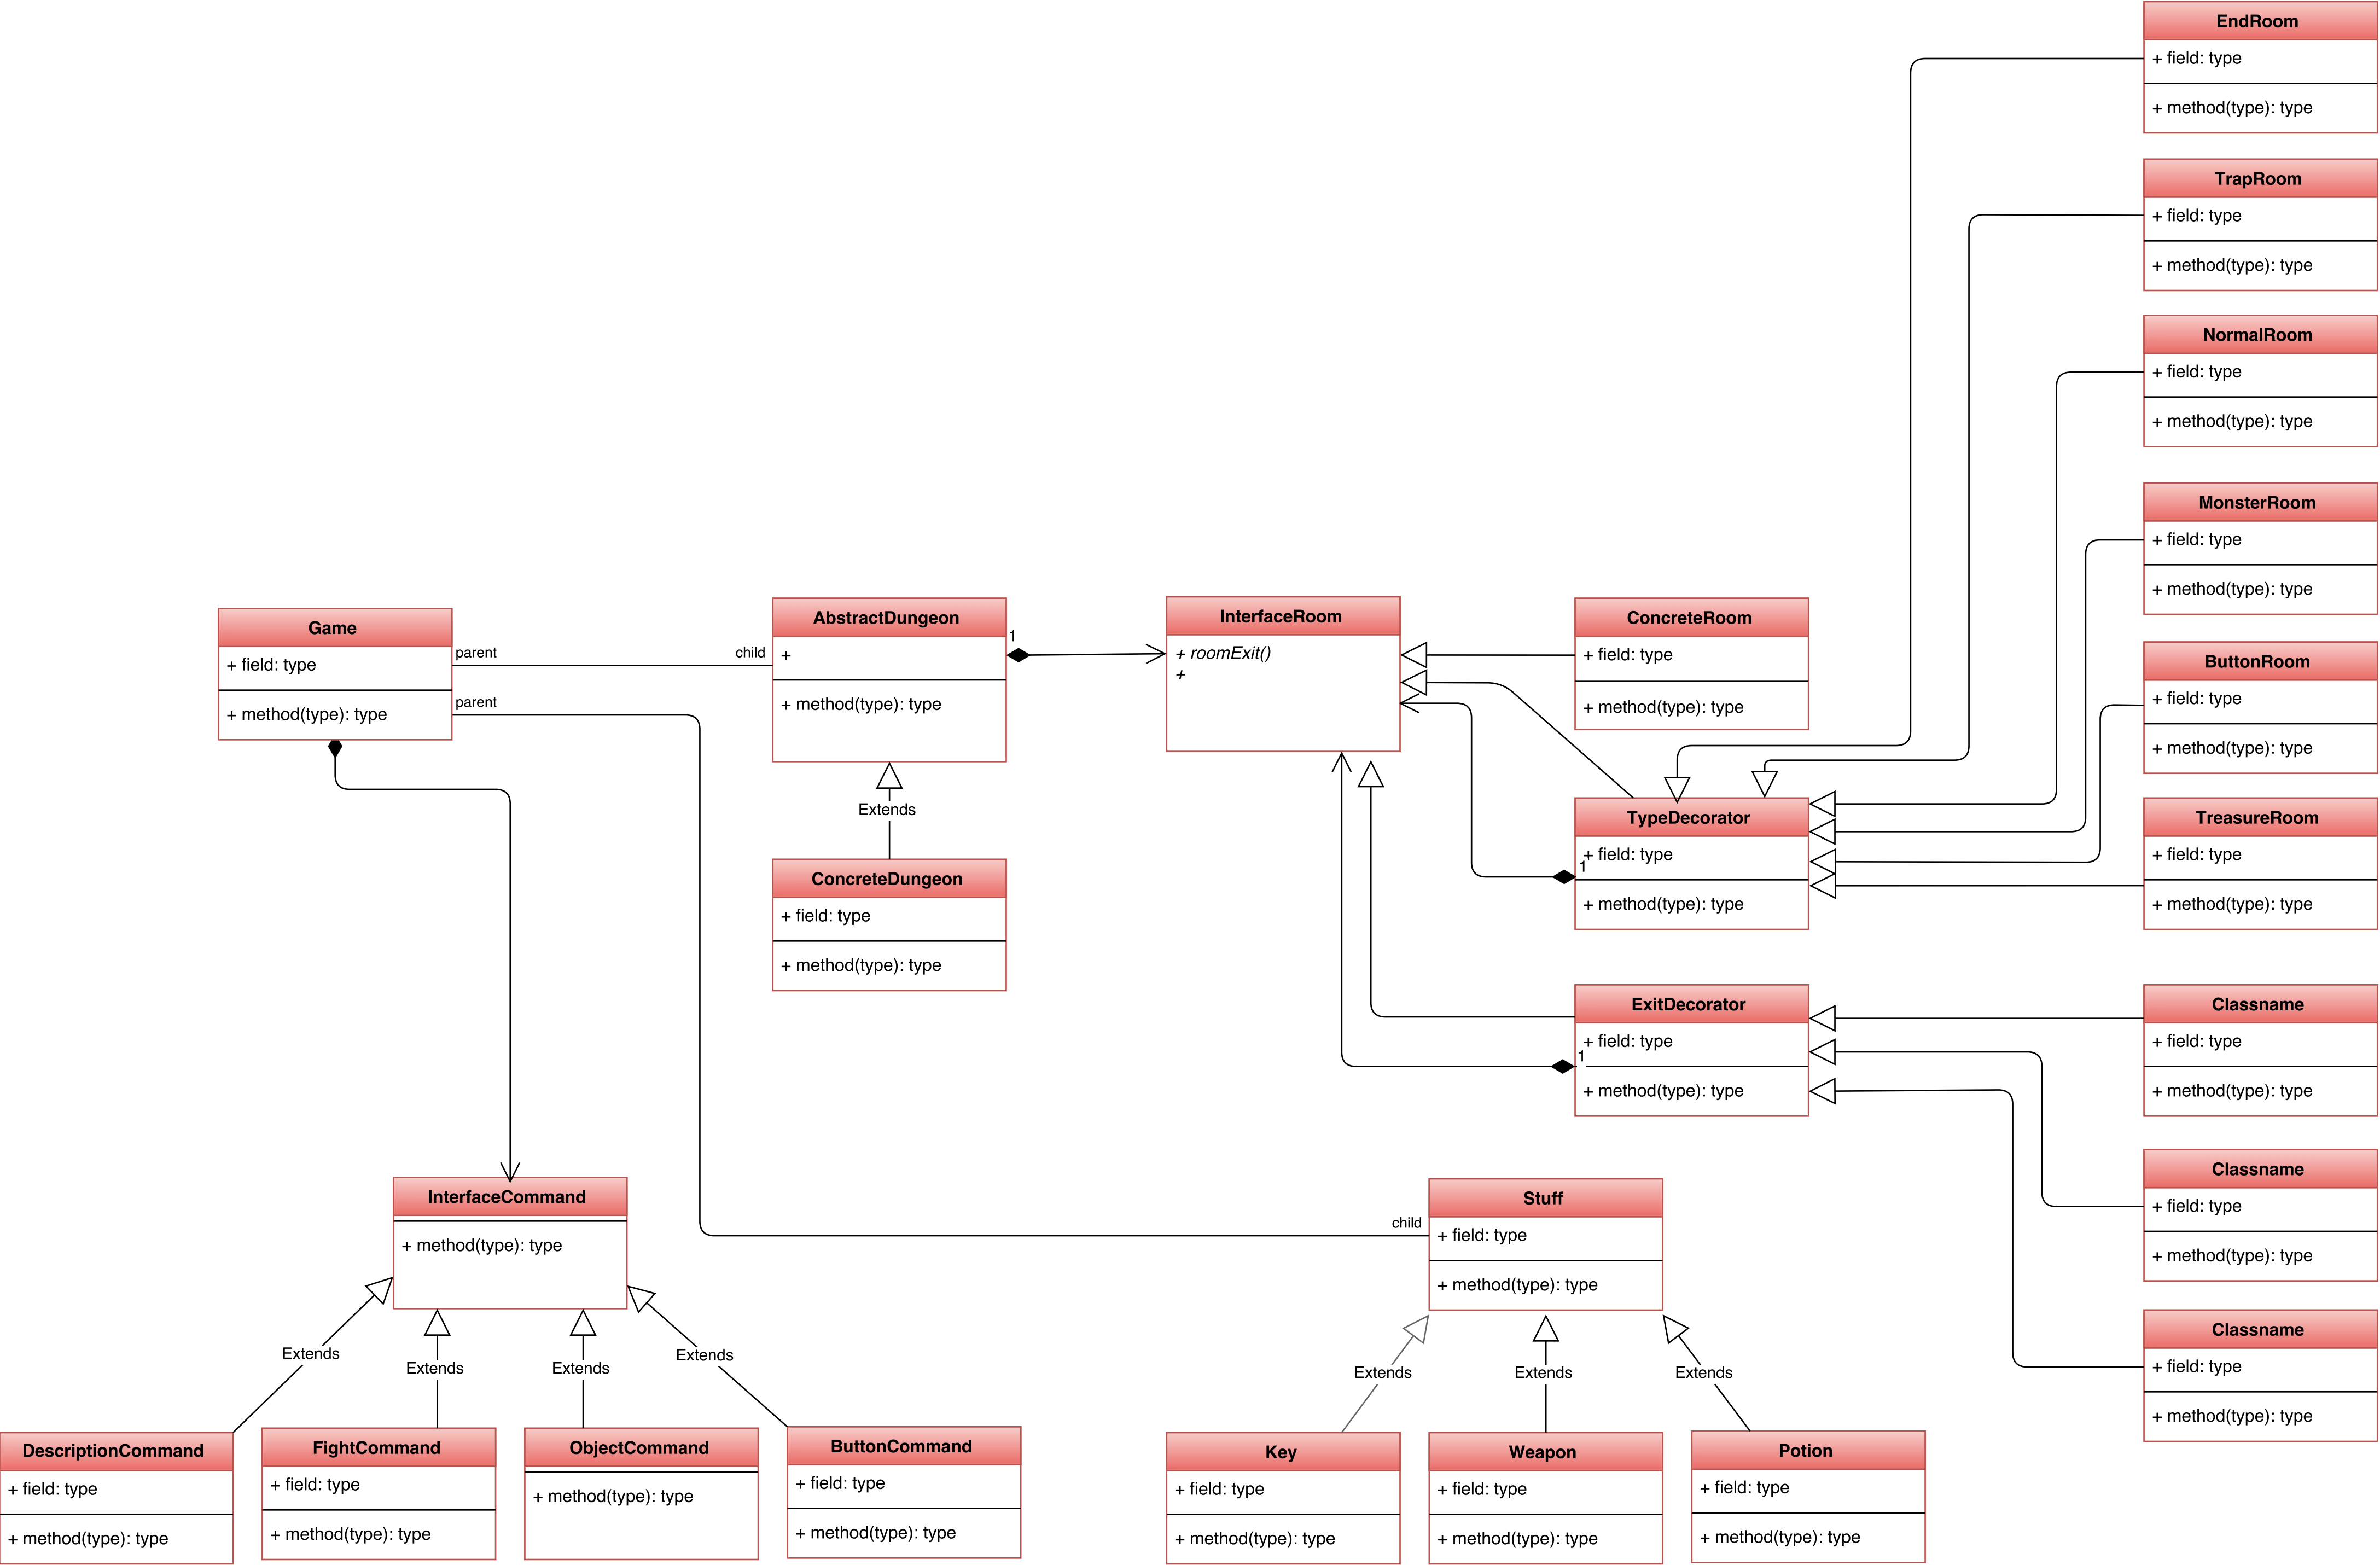 EndRoom
+ field: type
+ method(type): type
TrapRoom
+ field: type
+ method(type): type
NormalRoom
+ field: type
+ method(type): type
MonsterRoom
+ field: type
+ method(type): type
ButtonRoom
+ field: type
+ method(type): type
TreasureRoom
+ field: type
+ method(type): type
Game
+ field: type
+ method(type): type
parent
child
parent
AbstractDungeon
+
+ method(type): type
1
InterfaceRoom
+ roomExit()
+
ConcreteRoom
+ field: type
+ method(type): type
Extends
ConcreteDungeon
+ field: type
+ method(type): type
TypeDecorator
+ field: type
1
+ method(type): type
ExitDecorator
+ field: type
1
+ method(type): type
Classname
+ field: type
+ method(type): type
Classname
+ field: type
+ method(type): type
Classname
+ field: type
+ method(type): type
InterfaceCommand
+ method(type): type
child
Stuff
+ field: type
+ method(type): type
Extends
Extends
Extends
Extends
Extends
Extends
Extends
DescriptionCommand
+ field: type
+ method(type): type
FightCommand
+ field: type
+ method(type): type
ObjectCommand
+ method(type): type
ButtonCommand
+ field: type
+ method(type): type
Key
+ field: type
+ method(type): type
Weapon
+ field: type
+ method(type): type
Potion
+ field: type
+ method(type): type